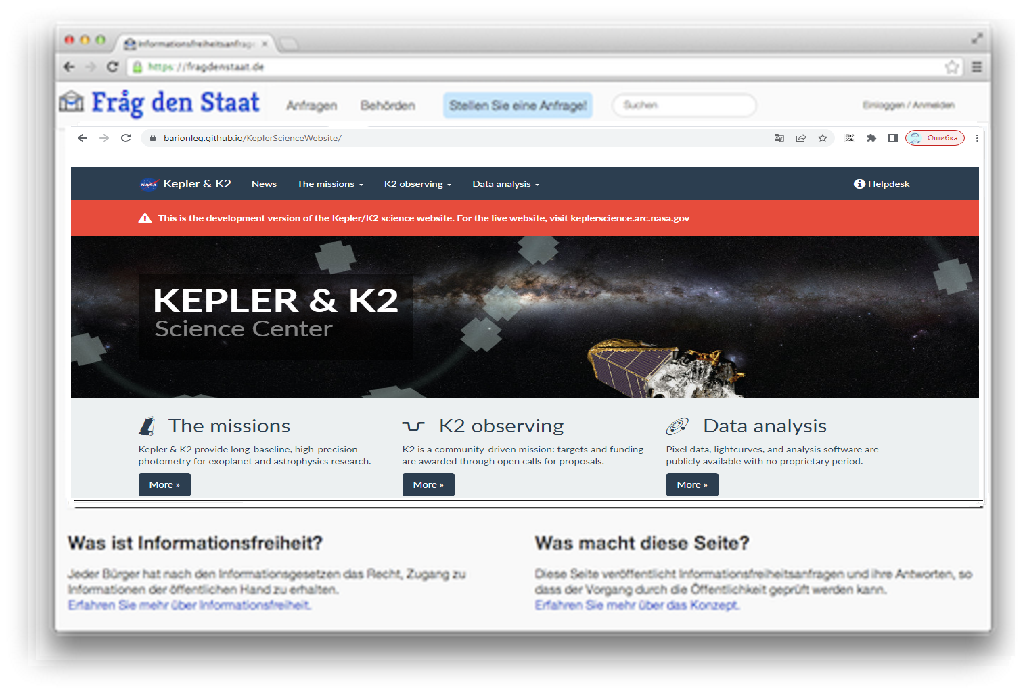 Informationsfreiheitsanfrage
https://fragdenstaat.de
Fråg den Staat
Anfragen
Behörden
Stellen Sie eine Anfrage!
Suchen
Einloggen / Anmelden
barionleg.github.io/KeplerScienceWebsite/
Ошибка
NASA
Kepler & K2
News
The missions
K2 observing
Data analysis
Helpdesk
This is the development version of the Kepler/K2 science website. For the live website, visit keplerscience.arc.nasa.gov
KEPLER & K2
Science Center
The missions
Kepler & K2 provide long-baseline, high-precision
photometry for exoplanet and astrophysics research.
More »
K2 observing
K2 is a community-driven mission: targets and funding
are awarded through open calls for proposals.
More »
Data analysis
Pixel data, lightcurves, and analysis software are
publicly available with no proprietary period.
More »
Was ist Informationsfreiheit?
Jeder Bürger hat nach den Informationsgesetzen das Recht, Zugang zu
Informationen der öffentlichen Hand zu erhalten.
Erfahren Sie mehr über Informationsfreiheit.
Was macht diese Seite?
Diese Seite veröffentlicht Informationsfreiheitsanfragen und ihre Antworten, so
dass der Vorgang durch die Öffentlichkeit geprüft werden kann.
Erfahren Sie mehr über das Konzept.